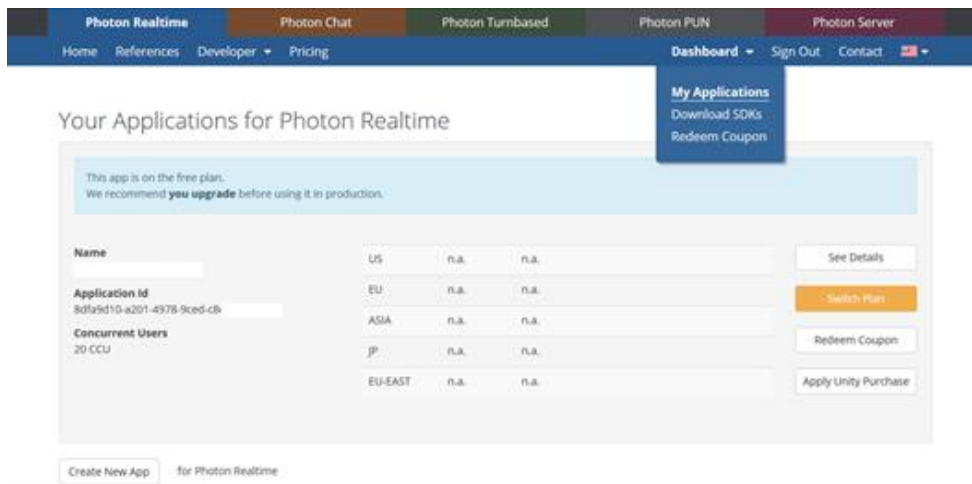 Photon Realtime Photon Chat Photon Turnbased Photon PUN Photon Server
Home References Developer Pricing Dashboard Sign Out Contact
My Applications
Download SDKs
Redeem Coupon
Your Applications for Photon Realtime
This app is on the free plan.
We recommend you upgrade before using it in production.
Name
Application Id
8dfa9d10-a201-4978-9ced-c8
Concurrent Users
20 CCU
US n.a. n.a.
EU n.a. n.a.
ASIA n.a. n.a.
JP n.a. n.a.
EU-EAST n.a. n.a.
See Details
Switch Plan
Redeem Coupon
Apply Unity Purchase
Create New App for Photon Realtime